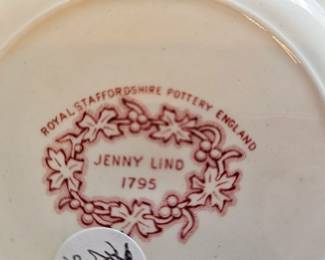 ROYAL STAFFORDSHIRE POTTERY ENGLAND
JENNY LIND
1795